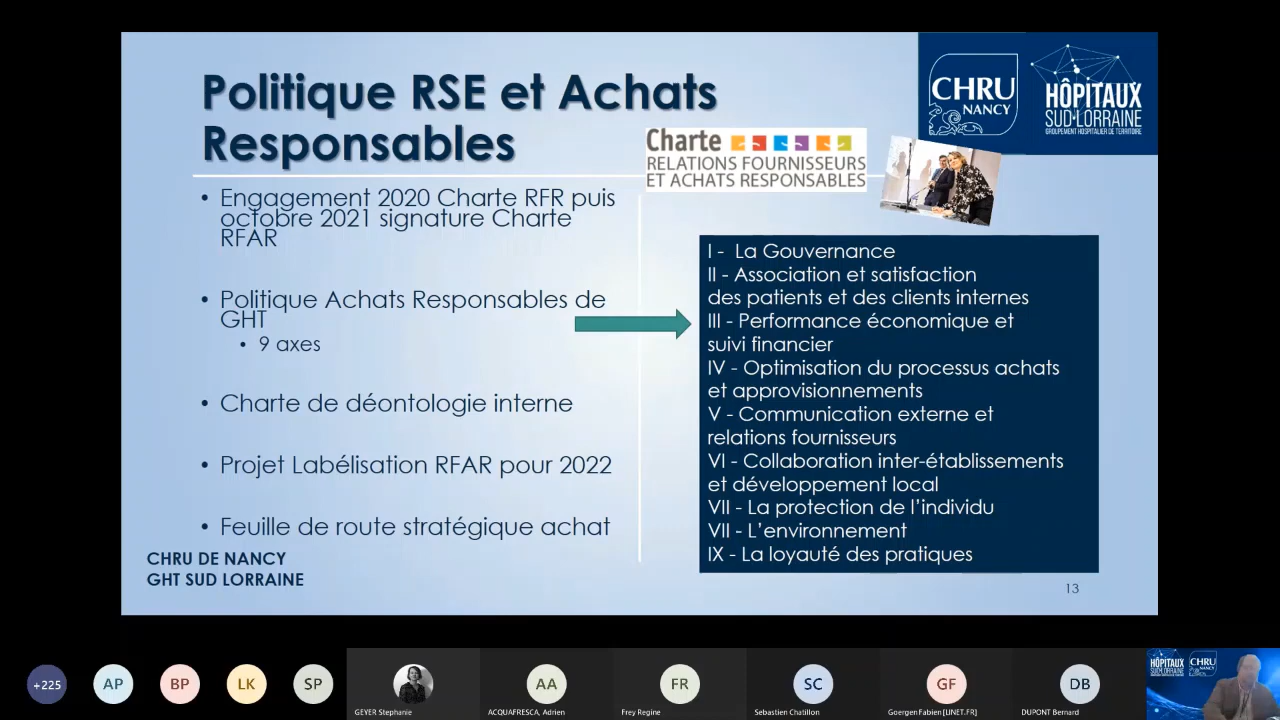 Politique RSE et Achats
Responsables
CHRU
NANCY
HÔPITAUX
SUD-LORRAINE
GROUPEMENT HOSPITALIER DE TERRITOIRE
Charte
RELATIONS FOURNISSEURS
ET ACHATS RESPONSABLES
• Engagement 2020 Charte RFR puis
octobre 2021 signature Charte
RFAR
• Politique Achats Responsables de
GHT
• 9 axes
• Charte de déontologie interne
• Projet Labélisation RFAR pour 2022
• Feuille de route stratégique achat
I - La Gouvernance
II - Association et satisfaction
des patients et des clients internes
III - Performance économique et
suivi financier
IV - Optimisation du processus achats
et approvisionnements
V - Communication externe et
relations fournisseurs
VI - Collaboration inter-établissements
et développement local
VII - La protection de l'individu
VII - L'environnement
IX - La loyauté des pratiques
CHRU DE NANCY
GHT SUD LORRAINE
13
+225
AP
BP
LK
SP
GEYER Stephanie
AA
ACQUAFRESCA, Adrien
FR
Frey Regine
SC
Sebastien Chatillon
GF
Goergen Fabien [LINET.FR]
DB
DUPONT Bernard
HÔPITAUX
SUD-LORRAINE
CHRU
NANCY